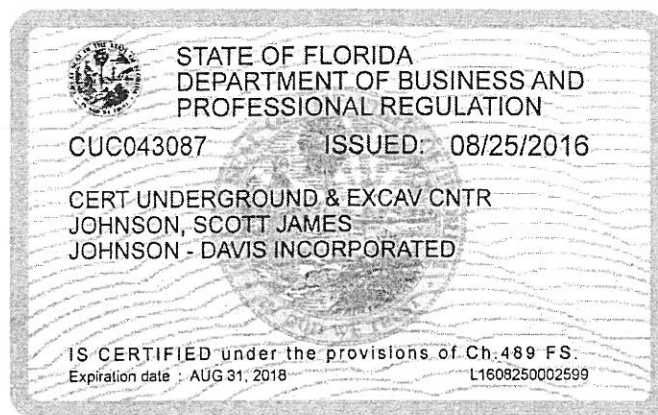 STATE OF FLORIDA
DEPARTMENT OF BUSINESS AND
PROFESSIONAL REGULATION
CUC043087 ISSUED: 08/25/2016
CERT UNDERGROUND & EXCAV CNTR
JOHNSON, SCOTT JAMES
JOHNSON - DAVIS INCORPORATED
IS CERTIFIED under the provisions of Ch.489 FS.
Expiration date : AUG 31, 2018 L1608250002599